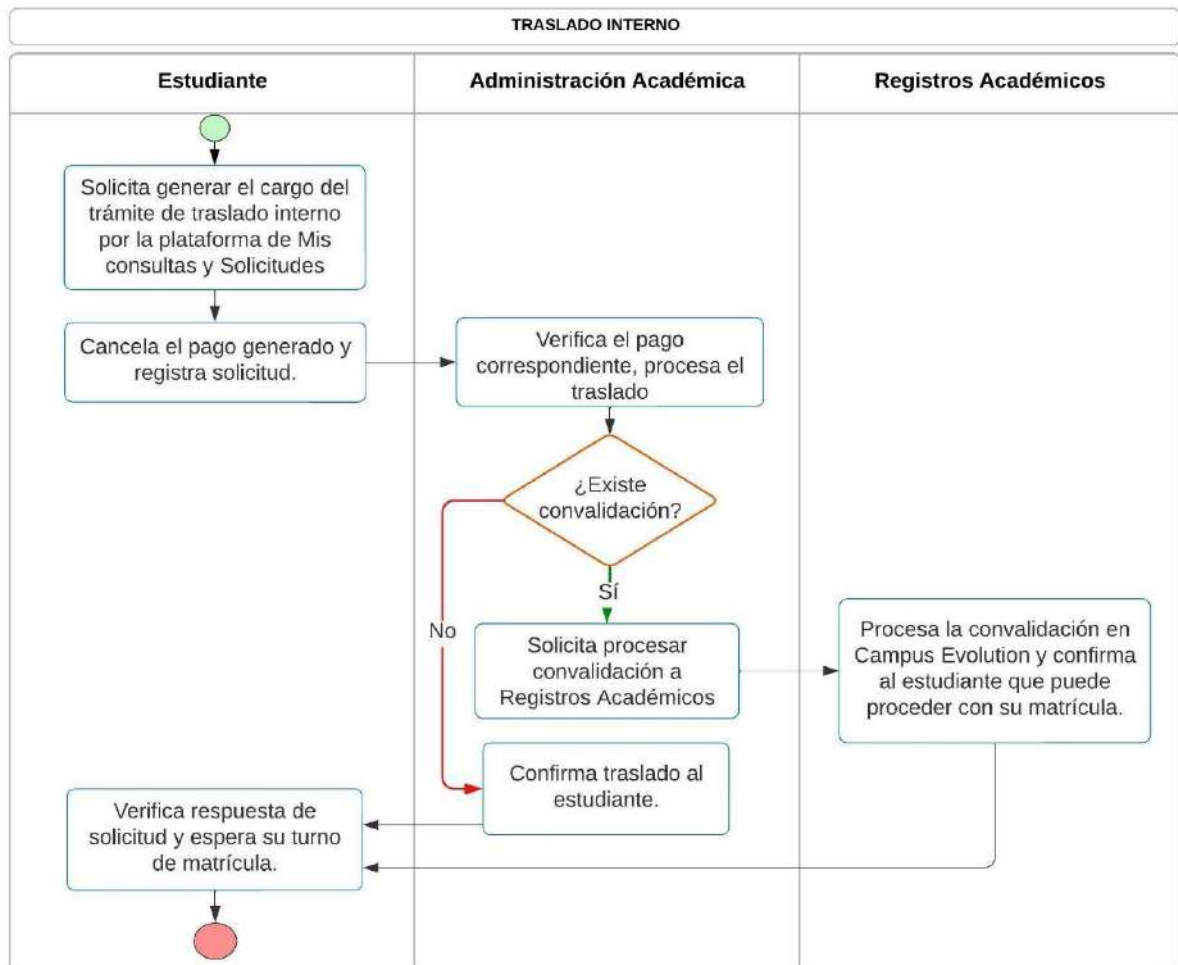 TRASLADO INTERNO
Estudiante
Administración Académica
Registros Académicos
Solicita generar el cargo del
trámite de traslado interno
por la plataforma de Mis
consultas y Solicitudes
Cancela el pago generado y
registra solicitud.
Verifica el pago
correspondiente, procesa el
traslado
¿Existe
convalidación?
Sí
No
Solicita procesar
convalidación a
Registros Académicos
Procesa la convalidación en
Campus Evolution y confirma
al estudiante que puede
proceder con su matrícula.
Confirma traslado al
estudiante.
Verifica respuesta de
solicitud y espera su turno
de matrícula.